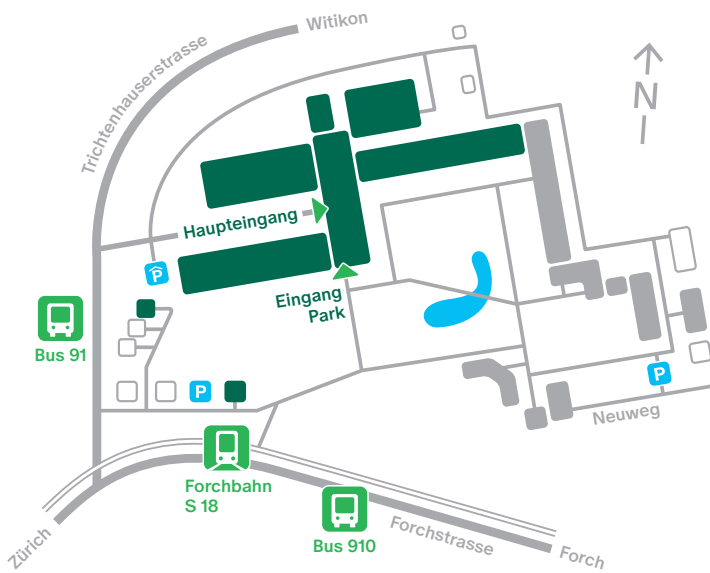 Witikon
Trichtenhauserstrasse
N
Haupteingang
P
Eingang
Park
Bus 91
P
P
Neuweg
Forchbahn
S 18
Bus 910
Forchstrasse
Zürich
Forch